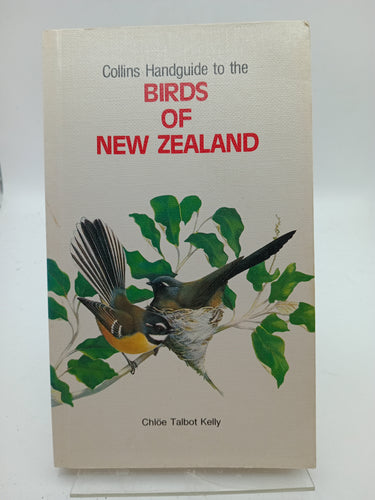 Collins Handguide to the
BIRDS
OF
NEW ZEALAND
Chlöe Talbot Kelly